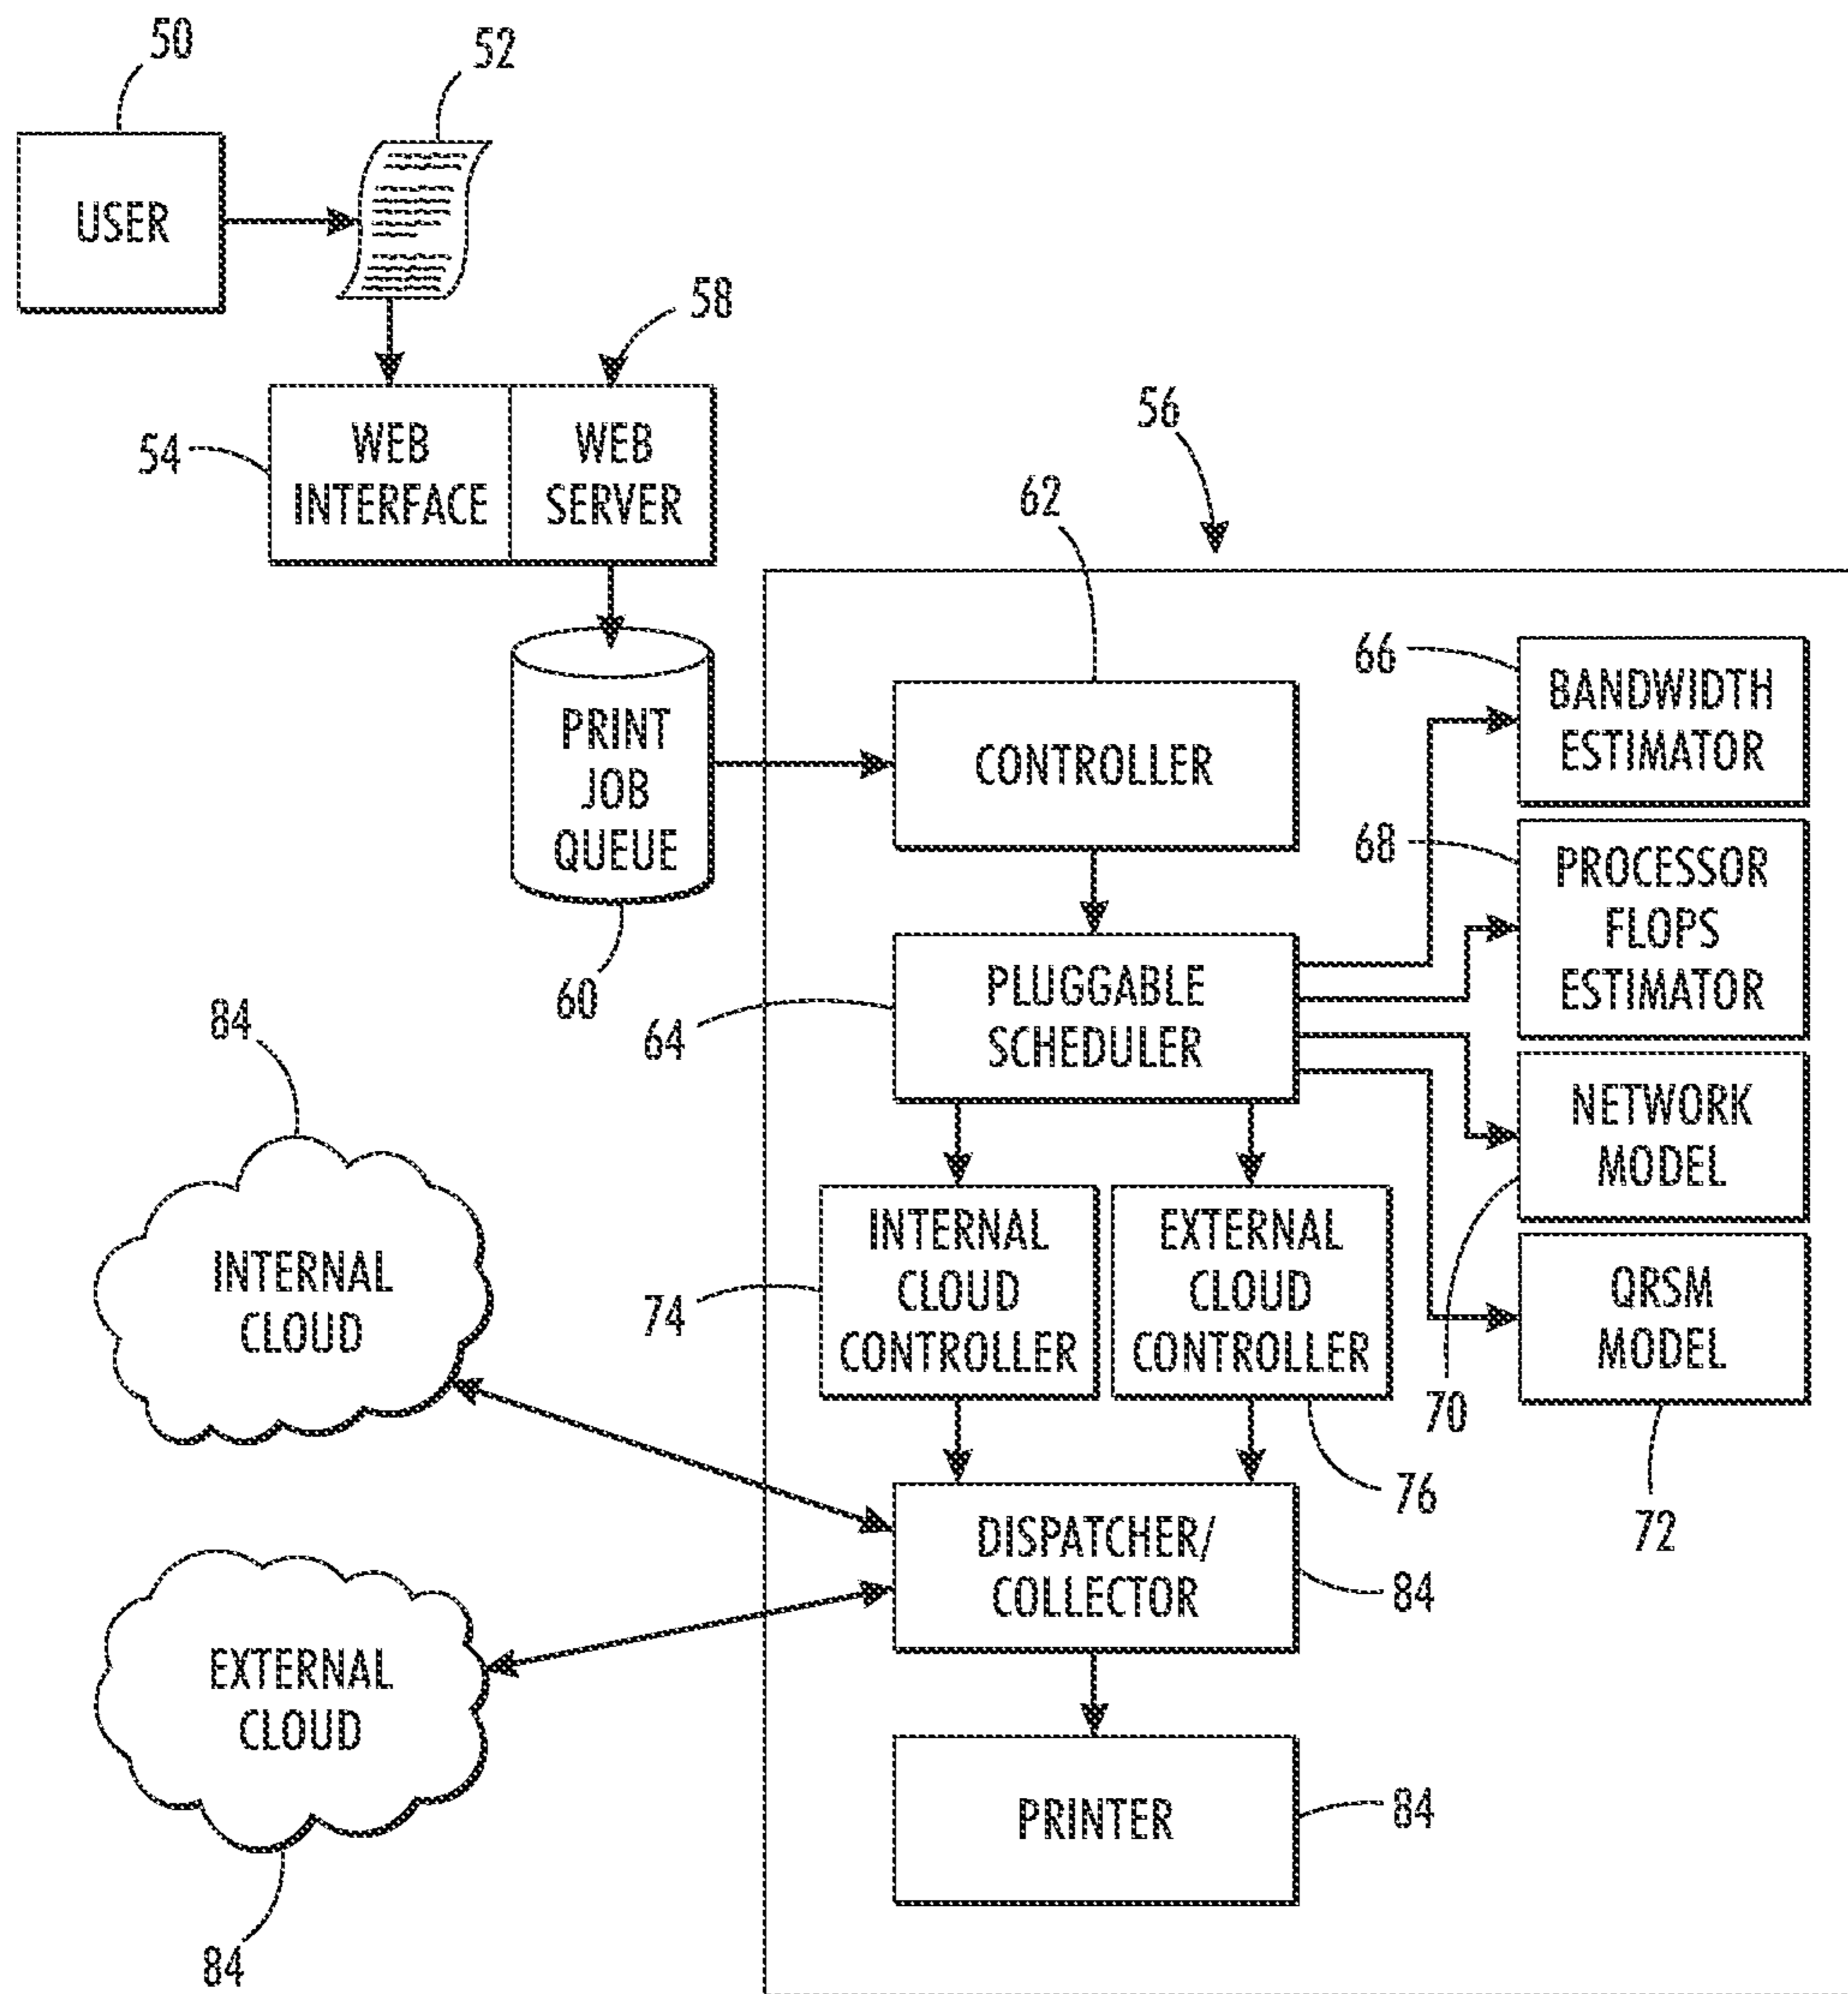 50
52
USER
58
54
WEB
INTERFACE
WEB
SERVER
56
62
PRINT
JOB
QUEUE
60
CONTROLLER
66
BANDWIDTH
ESTIMATOR
68
PROCESSOR
FLOPS
ESTIMATOR
64
PLUGGABLE
SCHEDULER
NETWORK
MODEL
70
QRSM
MODEL
72
84
INTERNAL
CLOUD
74
INTERNAL
CLOUD
CONTROLLER
EXTERNAL
CLOUD
CONTROLLER
76
DISPATCHER/
COLLECTOR
84
EXTERNAL
CLOUD
84
PRINTER
84